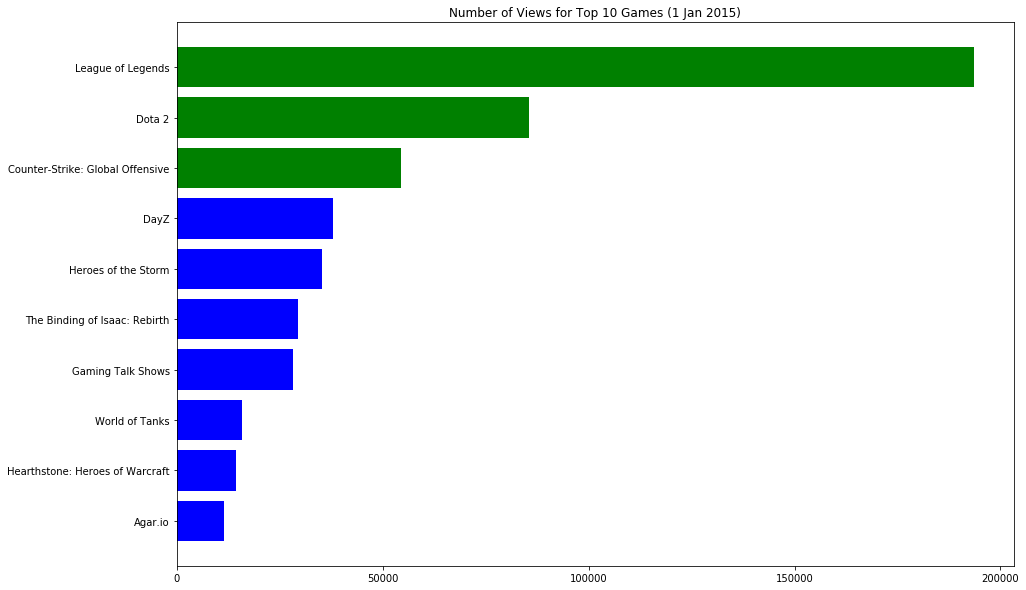 Number of Views for Top 10 Games (1 Jan 2015)
League of Legends
Dota 2
Counter-Strike: Global Offensive
DayZ
Heroes of the Storm
The Binding of Isaac: Rebirth
Gaming Talk Shows
World of Tanks
Hearthstone: Heroes of Warcraft
Agar.io
0 50000 100000 150000 200000